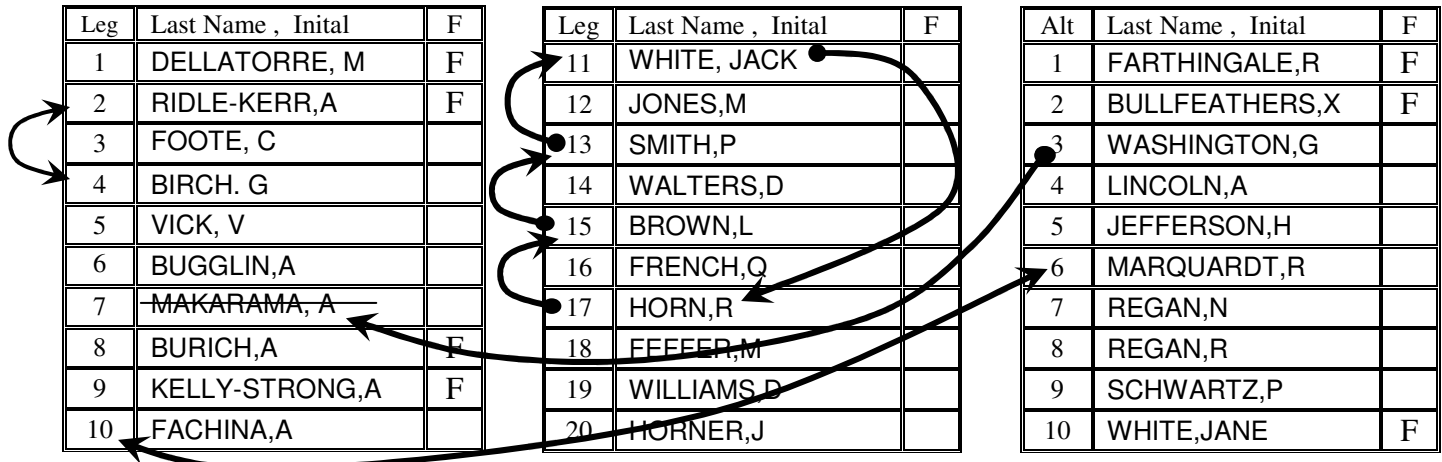 Leg Last Name , Inital F
1 DELLATORRE, M F
2 RIDLE-KERR,A F
3 FOOTE, C
4 BIRCH. G
5 VICK, V
6 BUGGLIN,A
7 MAKARAMA, A
8 BURICH,A F
9 KELLY-STRONG,A F
10 FACHINA,A
Leg Last Name , Inital F
11 WHITE, JACK
12 JONES,M
13 SMITH,P
14 WALTERS,D
15 BROWN,L
16 FRENCH,Q
17 HORN,R
18 FEFFER,M
19 WILLIAMS,D
20 HORNER,J
Alt Last Name , Inital F
1 FARTHINGALE,R F
2 BULLFEATHERS,X F
3 WASHINGTON,G
4 LINCOLN,A
5 JEFFERSON,H
6 MARQUARDT,R
7 REGAN,N
8 REGAN,R
9 SCHWARTZ,P
10 WHITE,JANE F